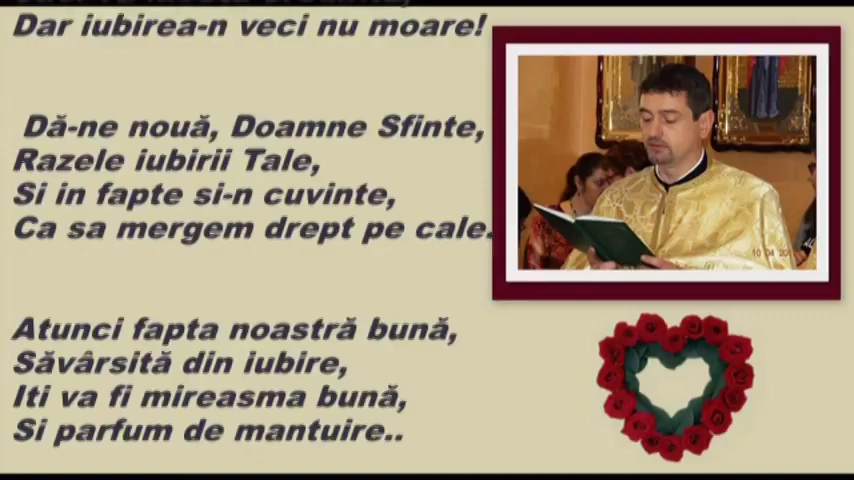 Dar iubirea-n veci nu moare!
Dă-ne nouă, Doamne Sfinte,
Razele iubirii Tale,
Si in fapte si-n cuvinte,
Ca sa mergem drept pe cale.
Atunci fapta noastră bună,
Săvârsită din iubire,
Iti va fi mireasma bună,
Si parfum de mantuire..
10 04